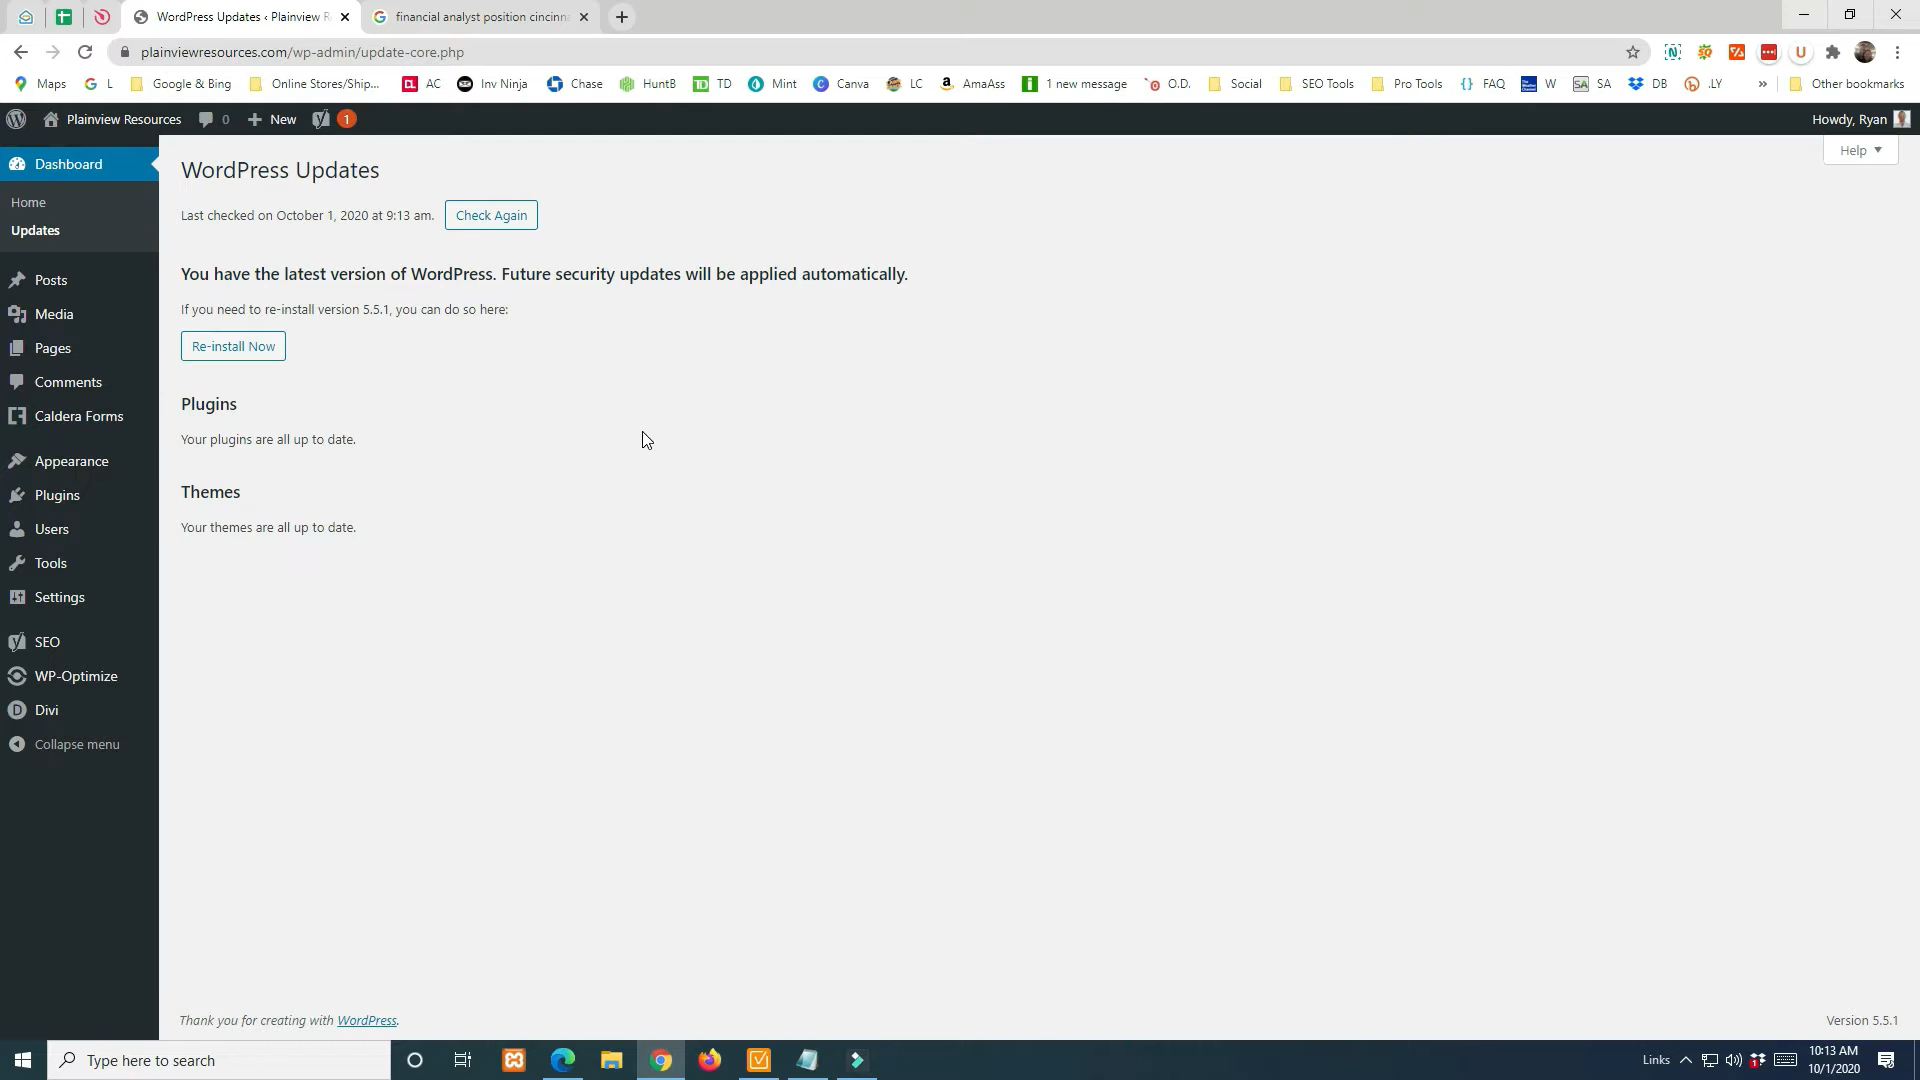 WordPress Updates ‹ Plainview R
financial analyst position cincinn
plainviewresources.com/wp-admin/update-core.php
Maps
L
Google & Bing
Online Stores/Ship...
AC
Inv Ninja
Chase
HuntB
TD
Mint
Canva
LC
AmaAss
1 new message
O.D.
Social
SEO Tools
Pro Tools
FAQ
W
SA
DB
.LY
»
Other bookmarks
Plainview Resources
0
New
1
Howdy, Ryan
Help
Dashboard
Home
Updates
Posts
Media
Pages
Comments
Caldera Forms
Appearance
Plugins
Users
Tools
Settings
SEO
WP-Optimize
Divi
Collapse menu
WordPress Updates
Last checked on October 1, 2020 at 9:13 am.
Check Again
You have the latest version of WordPress. Future security updates will be applied automatically.
If you need to re-install version 5.5.1, you can do so here:
Re-install Now
Plugins
Your plugins are all up to date.
Themes
Your themes are all up to date.
Thank you for creating with WordPress.
Version 5.5.1
Type here to search
Links
10:13 AM
10/1/2020